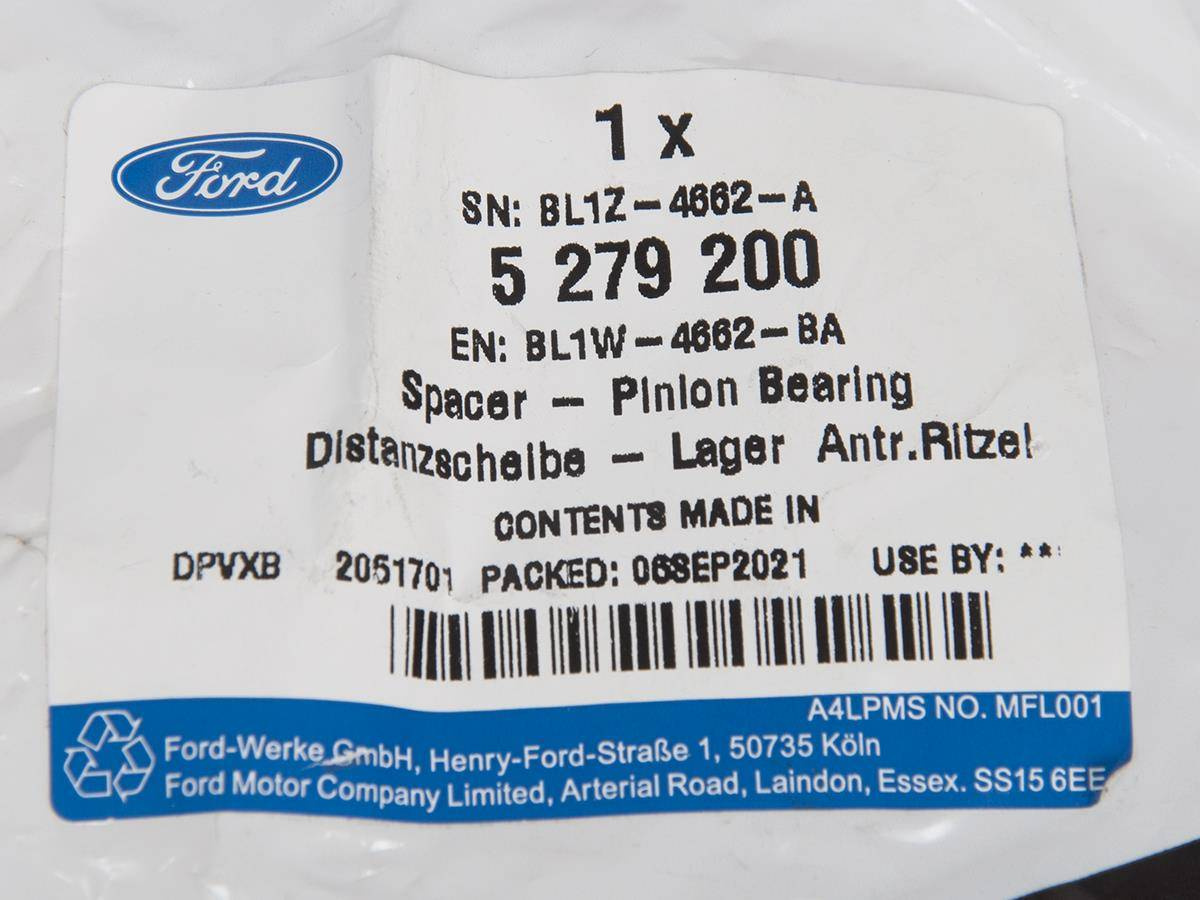 Ford
1 x
SN: BL1Z-4662-A
5 279 200
EN: BL1W-4662-BA
Spacer - Pinion Bearing
Distanzscheibe - Lager Antr.Ritzel
CONTENTS MADE IN
DPVXB 2051701 PACKED: 06SEP2021 USE BY: **
A4LPMS NO. MFL001
Ford-Werke GmbH, Henry-Ford-Straße 1, 50735 Köln
Ford Motor Company Limited, Arterial Road, Laindon, Essex. SS15 6EE